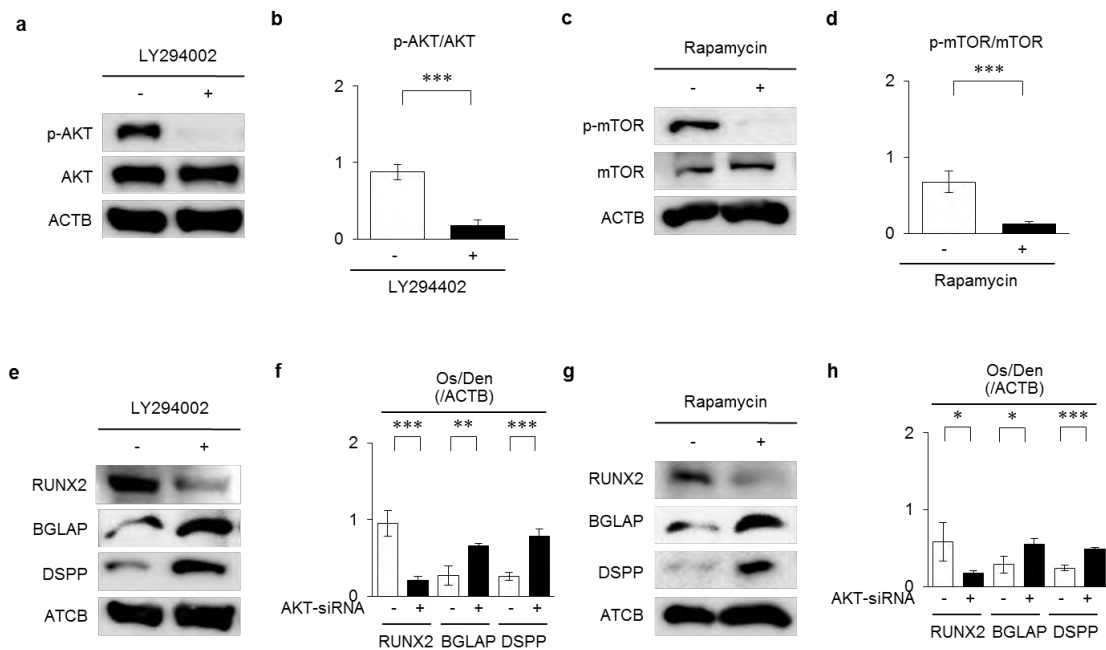 a
LY294002
- +
p-AKT
AKT
ACTB
b
p-AKT/AKT
***
2
1
0
- +
LY294402
c
Rapamycin
- +
p-mTOR
mTOR
ACTB
d
p-mTOR/mTOR
***
2
1
0
- +
Rapamycin
e
LY294002
- +
RUNX2
BGLAP
DSPP
ATCB
f
Os/Den
(/ACTB)
*** ** ***
2
1
0
AKT-siRNA - + - + - +
RUNX2 BGLAP DSPP
g
Rapamycin
- +
RUNX2
BGLAP
DSPP
ATCB
h
Os/Den
(/ACTB)
* * ***
2
1
0
AKT-siRNA - + - + - +
RUNX2 BGLAP DSPP